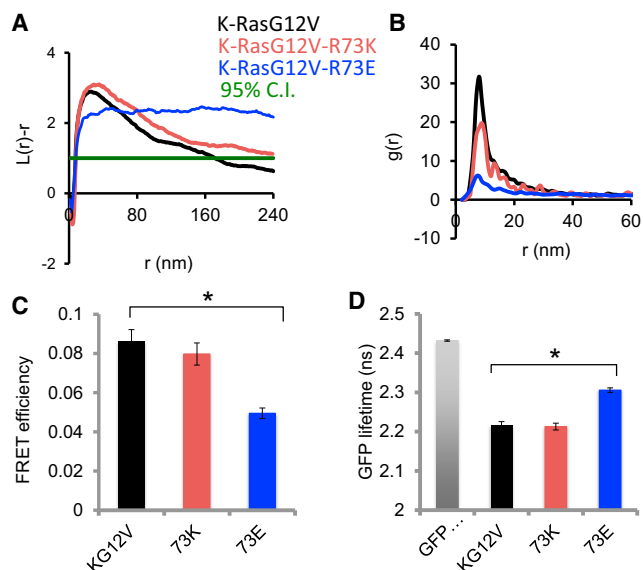 A
K-RasG12V
K-RasG12V-R73K
K-RasG12V-R73E
95% C.I.
L(r)-r
4
2
0
-2
0
80
160
240
r (nm)
B
g(r)
40
30
20
10
0
-10
0
20
40
60
r (nm)
C
*
FRET efficiency
0.1
0.08
0.06
0.04
0.02
0
KG12V
73K
73E
D
*
GFP lifetime (ns)
2.5
2.4
2.3
2.2
2.1
2
GFP ...
KG12V
73K
73E